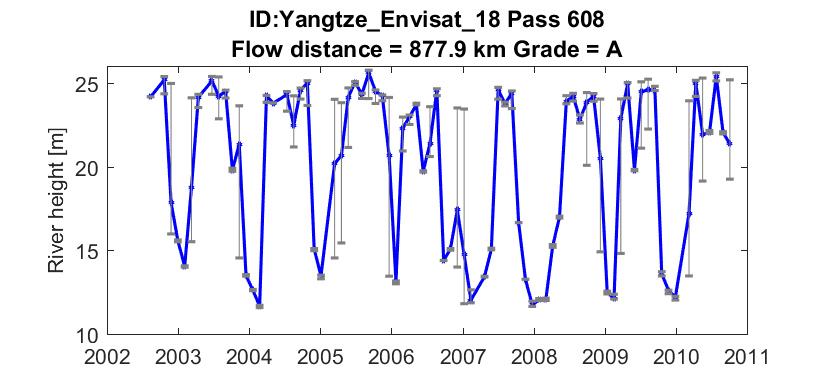 ID:Yangtze_Envisat_18 Pass 608
Flow distance = 877.9 km Grade = A
River height [m]
25
20
15
10
2002 2003 2004 2005 2006 2007 2008 2009 2010 2011